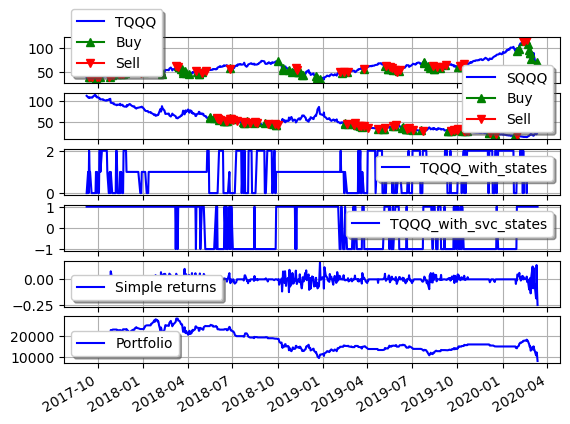 TQQQ
Buy
Sell
100
50
SQQQ
Buy
Sell
100
50
2
0
TQQQ_with_states
1
0
−1
TQQQ_with_svc_states
0.00
−0.25
Simple returns
20000
10000
Portfolio
2017-10
2018-01
2018-04
2018-07
2018-10
2019-01
2019-04
2019-07
2019-10
2020-01
2020-04